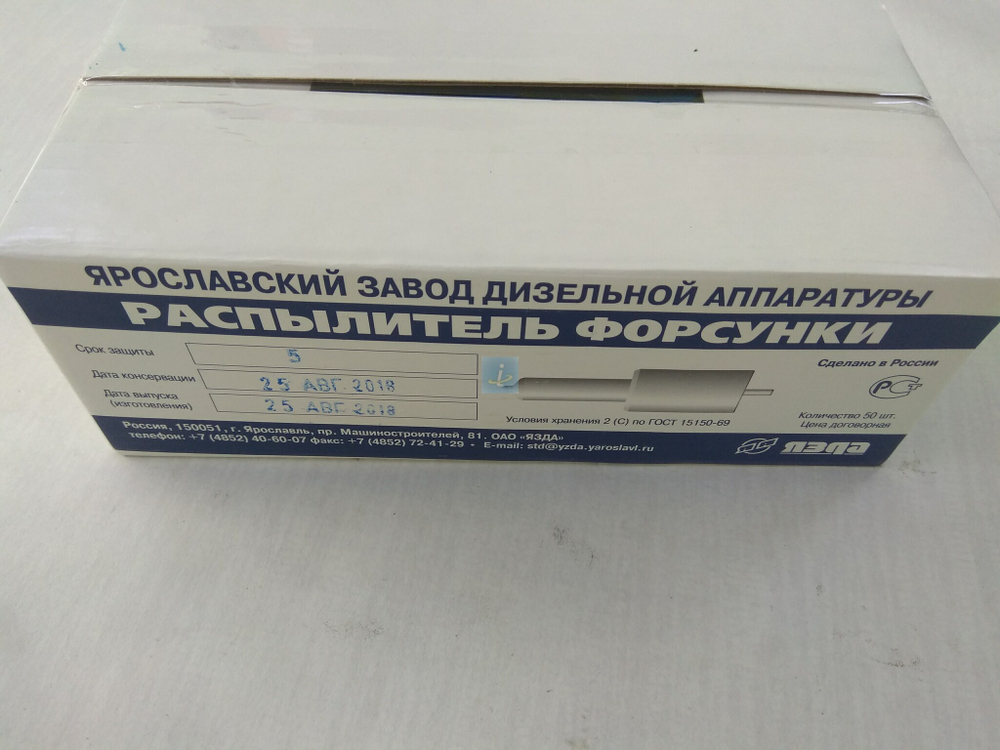 ЯРОСЛАВСКИЙ ЗАВОД ДИЗЕЛЬНОЙ АППАРАТУРЫ
РАСПЫЛИТЕЛЬ ФОРСУНКИ
Срок защиты 5
Дата консервации 25 АВГ 2018
Дата выпуска
(изготовления) 25 АВГ 2018
Сделано в России
РСТ
Количество 50 шт.
Цена договорная
Условия хранения 2 (С) по ГОСТ 15150-69
Россия, 150051, г. Ярославль, пр. Машиностроителей, 81. ОАО «ЯЗДА»
телефон: +7 (4852) 40-60-07 факс: +7 (4852) 72-41-29 • E-mail: std@yzda.yaroslavl.ru
ЯЗДА